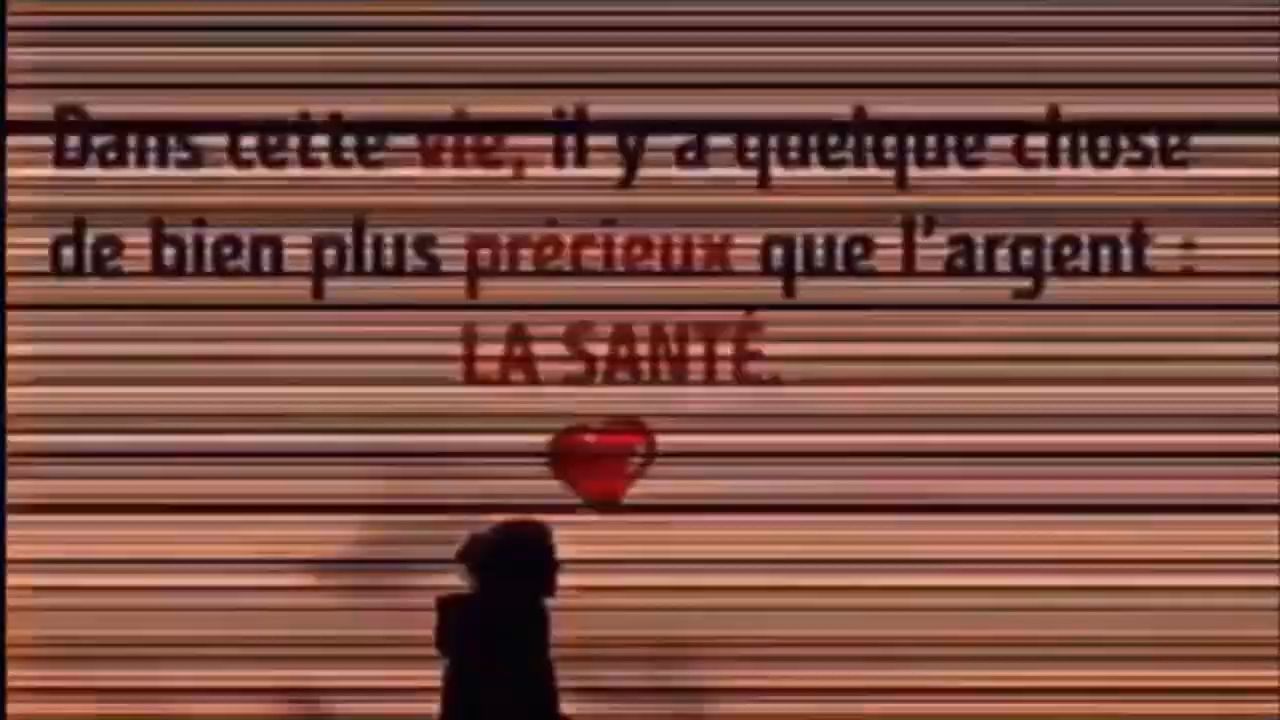 Dans cette vie, il y a quelque chose
de bien plus précieux que l'argent :
LA SANTÉ.